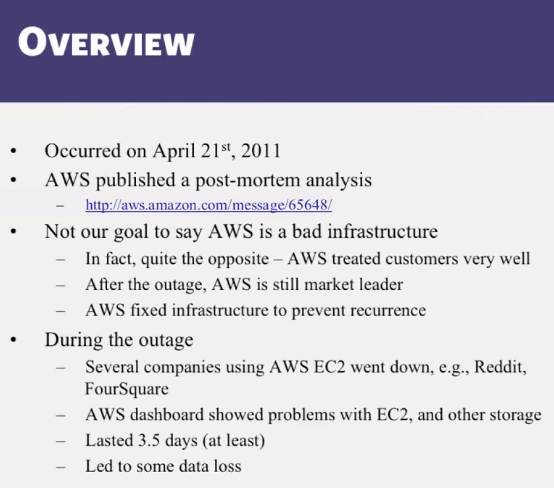 OVERVIEW
• Occurred on April 21st, 2011
• AWS published a post-mortem analysis
– http://aws.amazon.com/message/65648/
• Not our goal to say AWS is a bad infrastructure
– In fact, quite the opposite – AWS treated customers very well
– After the outage, AWS is still market leader
– AWS fixed infrastructure to prevent recurrence
• During the outage
– Several companies using AWS EC2 went down, e.g., Reddit,
FourSquare
– AWS dashboard showed problems with EC2, and other storage
– Lasted 3.5 days (at least)
– Led to some data loss